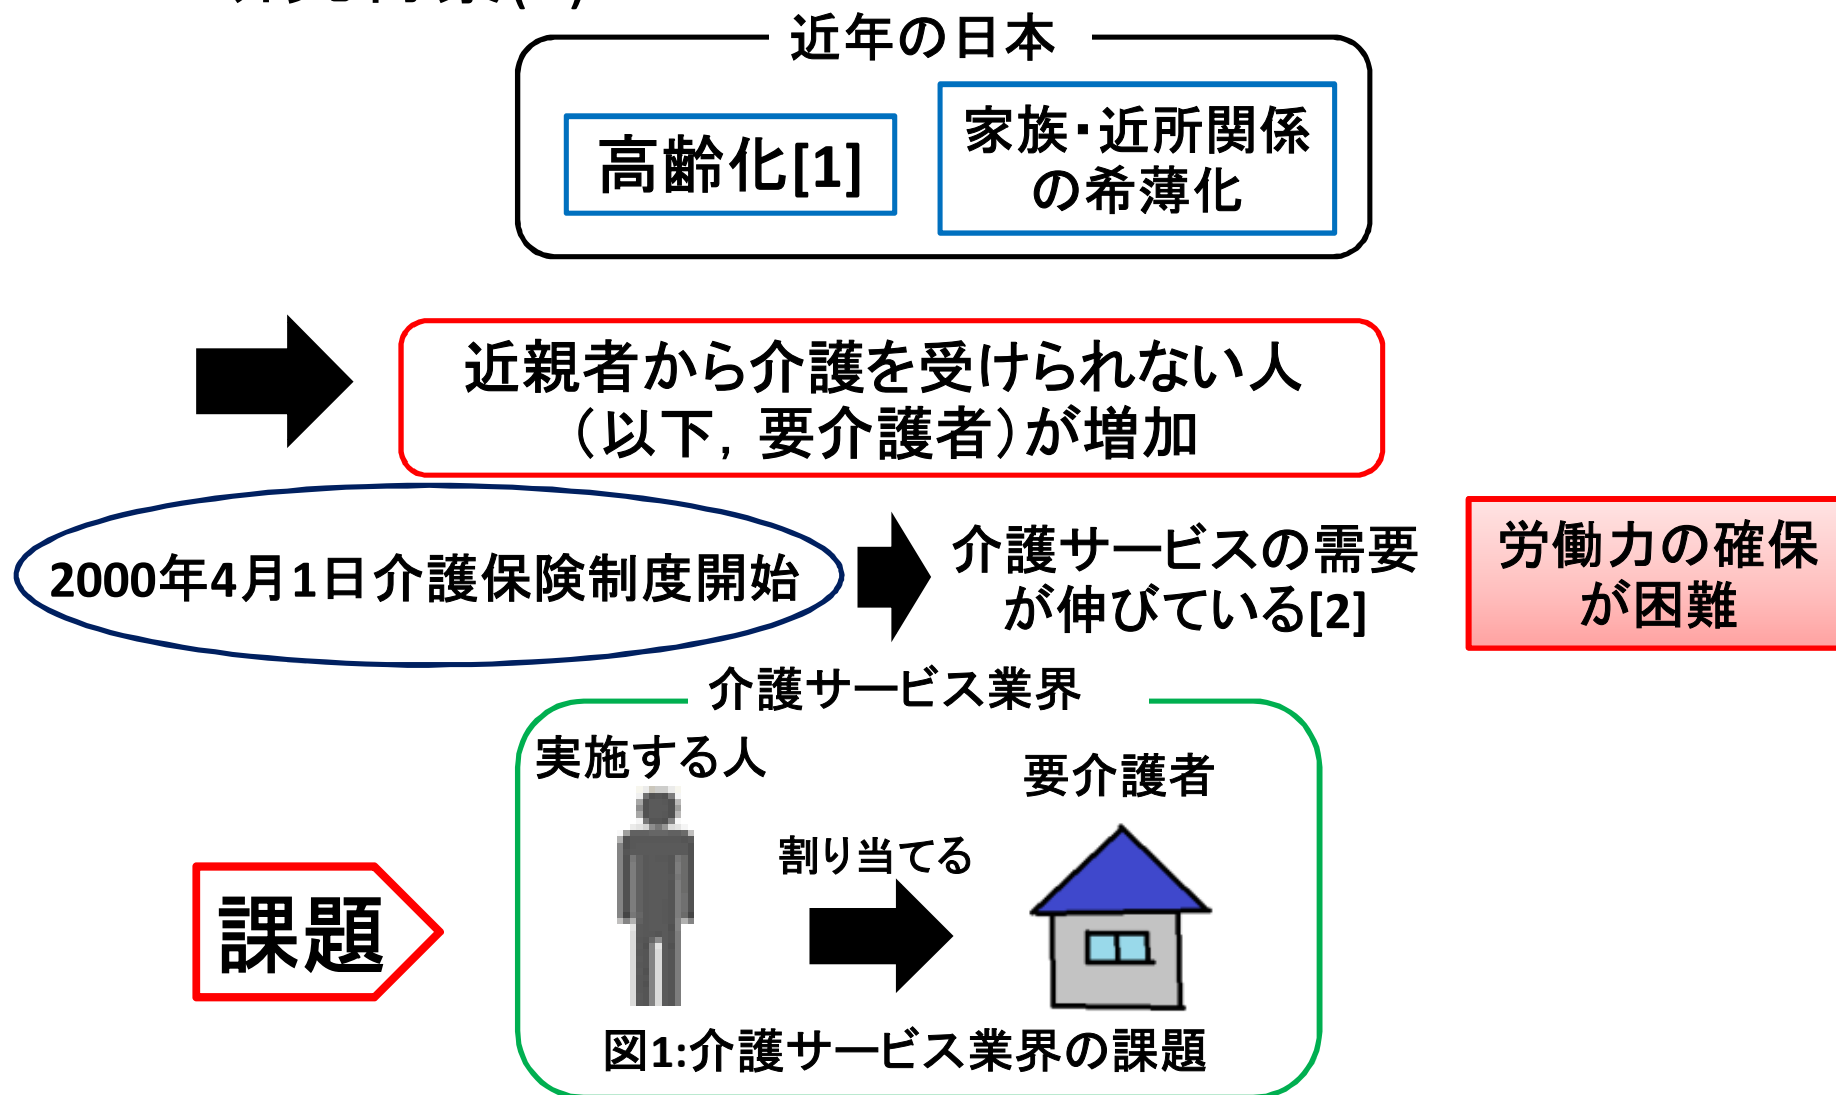 近年の日本
高齢化[1]
家族・近所関係
の希薄化
近親者から介護を受けられない人
（以下，要介護者）が増加
2000年4月1日介護保険制度開始
介護サービスの需要
が伸びている[2]
労働力の確保
が困難
介護サービス業界
実施する人
要介護者
割り当てる
課題
図1:介護サービス業界の課題